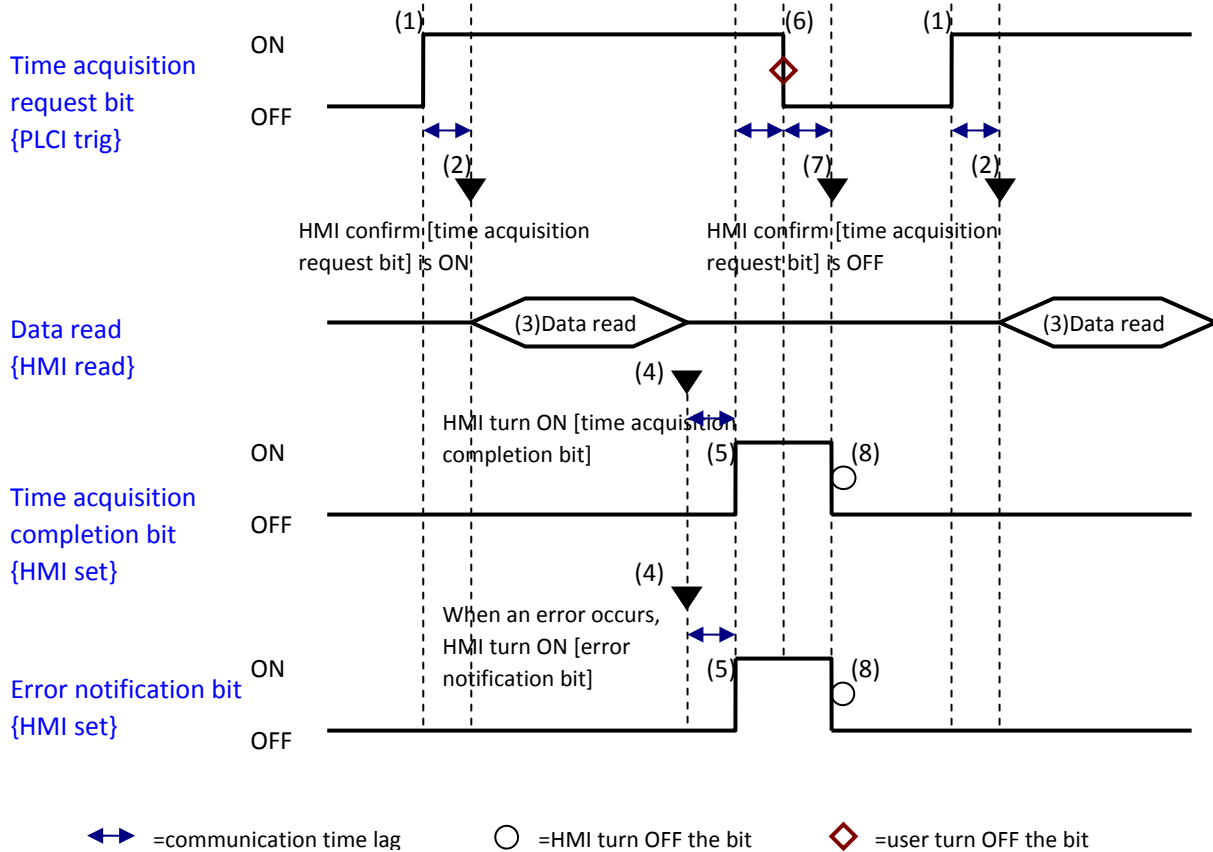 (1)
(6)
(1)
ON
Time acquisition
request bit
{PLCI trig}
OFF
(2)
(7)
(2)
HMI confirm [time acquisition
request bit] is ON
HMI confirm [time acquisition
request bit] is OFF
Data read
{HMI read}
(3)Data read
(3)Data read
(4)
HMI turn ON [time acquisition
completion bit]
ON
(5)
(8)
Time acquisition
completion bit
{HMI set}
OFF
(4)
When an error occurs,
HMI turn ON [error
notification bit]
ON
(5)
(8)
Error notification bit
{HMI set}
OFF
=communication time lag
=HMI turn OFF the bit
=user turn OFF the bit